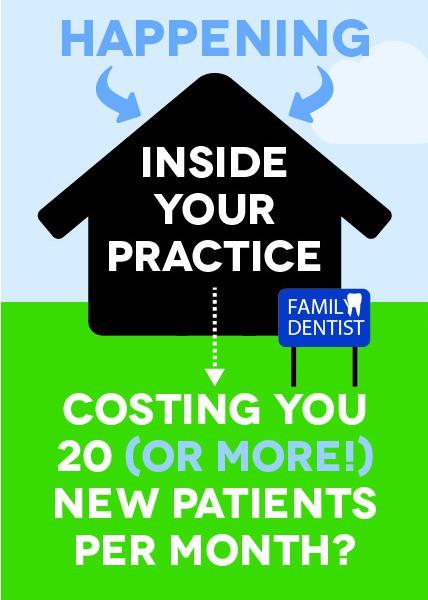 HAPPENING
INSIDE
YOUR
PRACTICE
FAMILY
DENTIST
COSTING YOU
20 (OR MORE!)
NEW PATIENTS
PER MONTH?